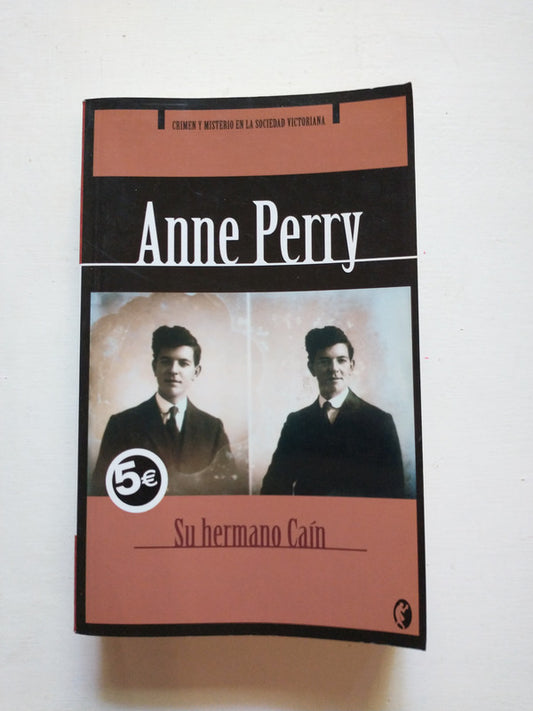 CRIMEN Y MISTERIO EN LA SOCIEDAD VICTORIANA
Anne Perry
5€
Su hermano Caín